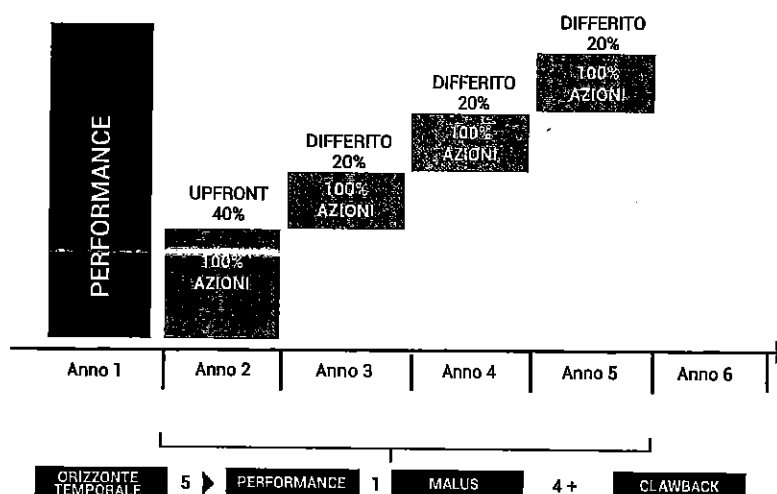 DIFFERITO
20%
100%
AZIONI
DIFFERITO
20%
100%
AZIONI
DIFFERITO
20%
100%
AZIONI
UPFRONT
40%
100%
AZIONI
PERFORMANCE
Anno 1
Anno 2
Anno 3
Anno 4
Anno 5
Anno 6
ORIZZONTE
TEMPORALE
5
PERFORMANCE
1
MALUS
4 +
CLAWBACK